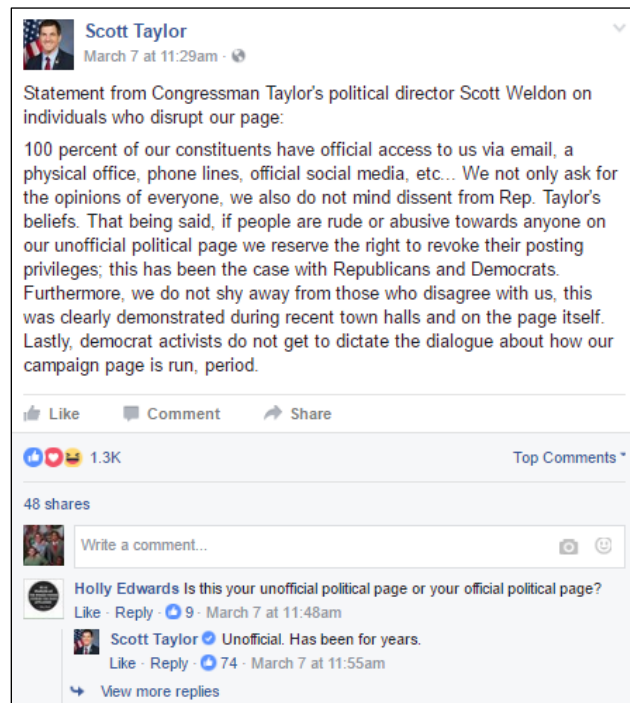 Scott Taylor
March 7 at 11:29am ·
Statement from Congressman Taylor's political director Scott Weldon on
individuals who disrupt our page:
100 percent of our constituents have official access to us via email, a
physical office, phone lines, official social media, etc... We not only ask for
the opinions of everyone, we also do not mind dissent from Rep. Taylor's
beliefs. That being said, if people are rude or abusive towards anyone on
our unofficial political page we reserve the right to revoke their posting
privileges; this has been the case with Republicans and Democrats.
Furthermore, we do not shy away from those who disagree with us, this
was clearly demonstrated during recent town halls and on the page itself.
Lastly, democrat activists do not get to dictate the dialogue about how our
campaign page is run, period.
Like Comment Share
1.3K Top Comments
48 shares
Write a comment...
Holly Edwards Is this your unofficial political page or your official political page?
Like · Reply · 9 · March 7 at 11:48am
Scott Taylor Unofficial. Has been for years.
Like · Reply · 74 · March 7 at 11:55am
View more replies